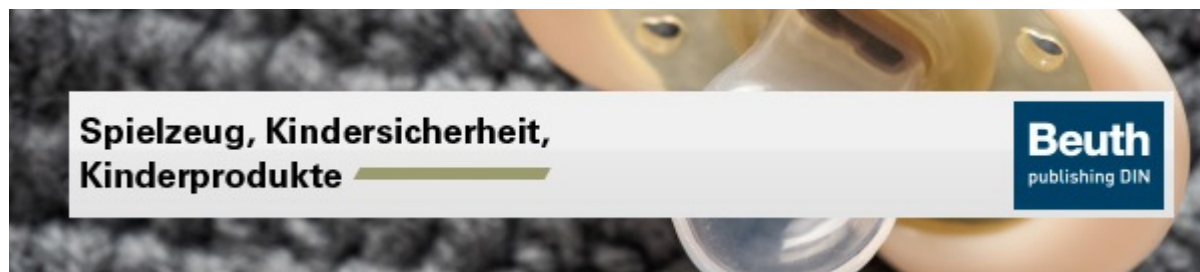 Spielzeug, Kindersicherheit,
Kinderprodukte
Beuth
publishing DIN